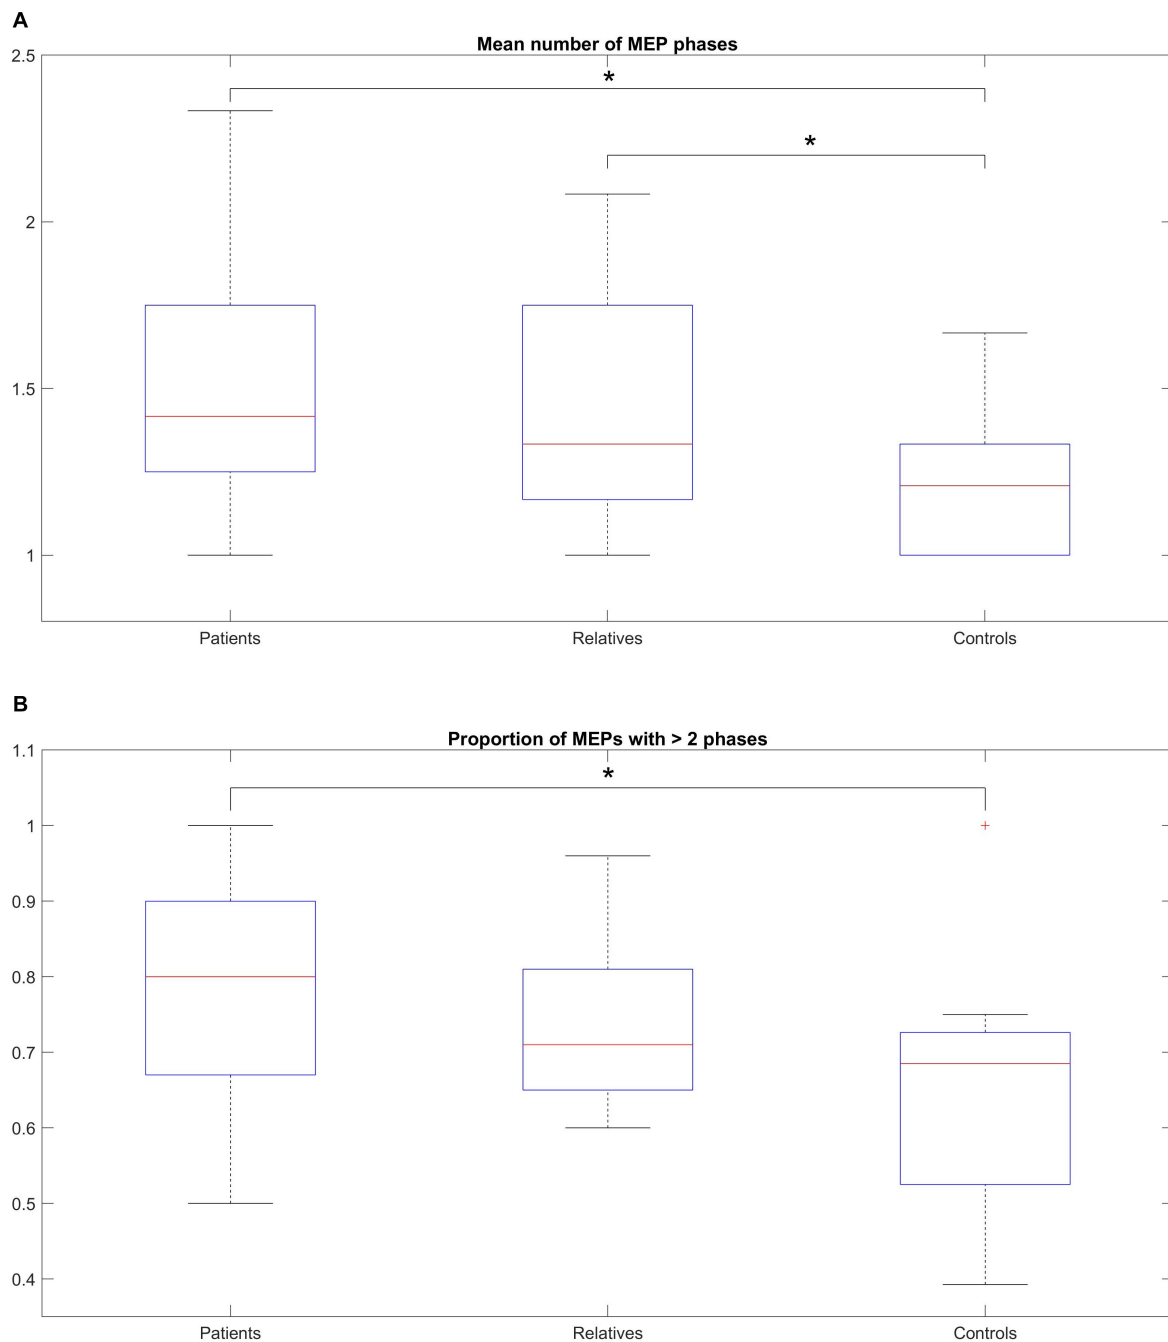 A
Mean number of MEP phases
2.5
*
*
2
1.5
1
Patients Relatives Controls
B
Proportion of MEPs with > 2 phases
1.1
*
1
0.9
0.8
0.7
0.6
0.5
0.4
Patients Relatives Controls